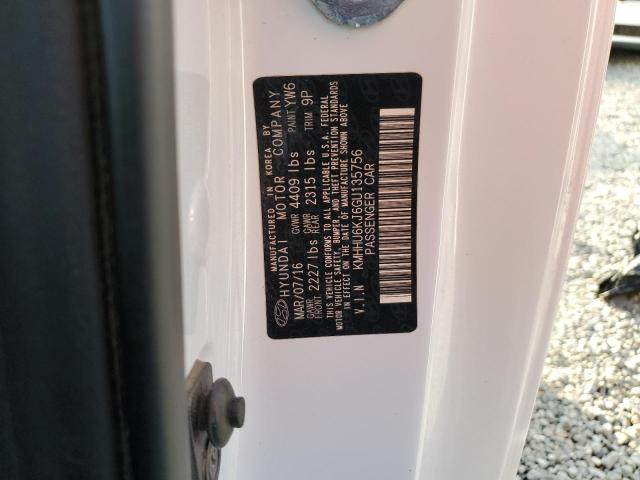 MANUFACTURED IN KOREA BY
HYUNDAI MOTOR COMPANY
MAR/07/16 GVWR 4409 lbs PAINT YW6
GAWR FRONT 2227 lbs GAWR REAR 2315 lbs TRIM 9P
THIS VEHICLE CONFORMS TO ALL APPLICABLE U.S.A. FEDERAL
MOTOR VEHICLE SAFETY, BUMPER, AND THEFT PREVENTION STANDARDS
IN EFFECT ON THE DATE OF MANUFACTURE SHOWN ABOVE
V.I.N KMHHU6KJ6GU135756
PASSENGER CAR